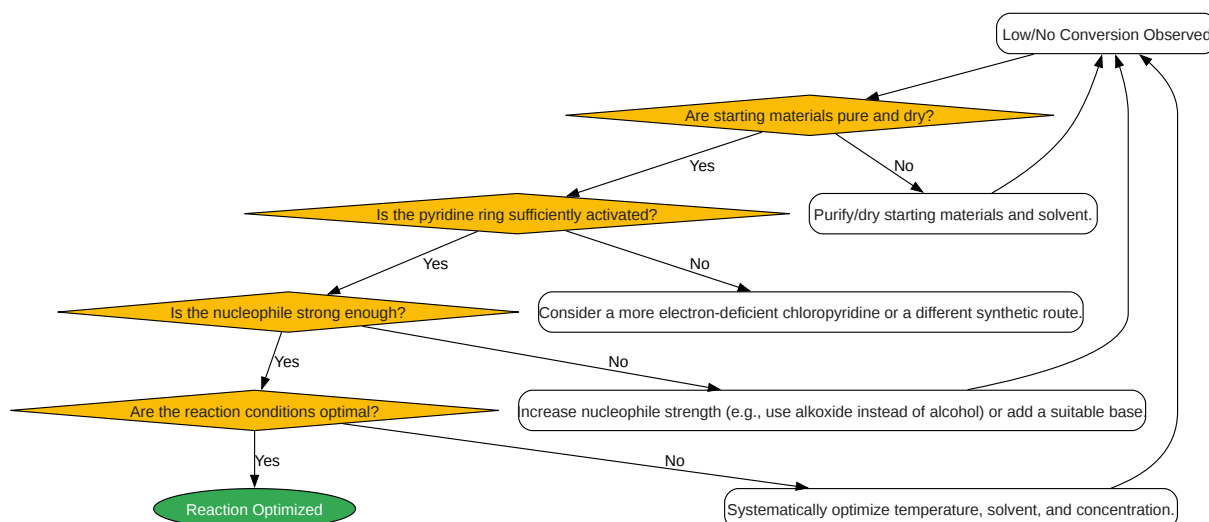 Low/No Conversion Observed
Are starting materials pure and dry?
Yes
No
Is the pyridine ring sufficiently activated?
Purify/dry starting materials and solvent.
Yes
No
Is the nucleophile strong enough?
Consider a more electron-deficient chloropyridine or a different synthetic route.
Yes
No
Are the reaction conditions optimal?
Increase nucleophile strength (e.g., use alkoxide instead of alcohol) or add a suitable base.
Yes
No
Reaction Optimized
Systematically optimize temperature, solvent, and concentration.